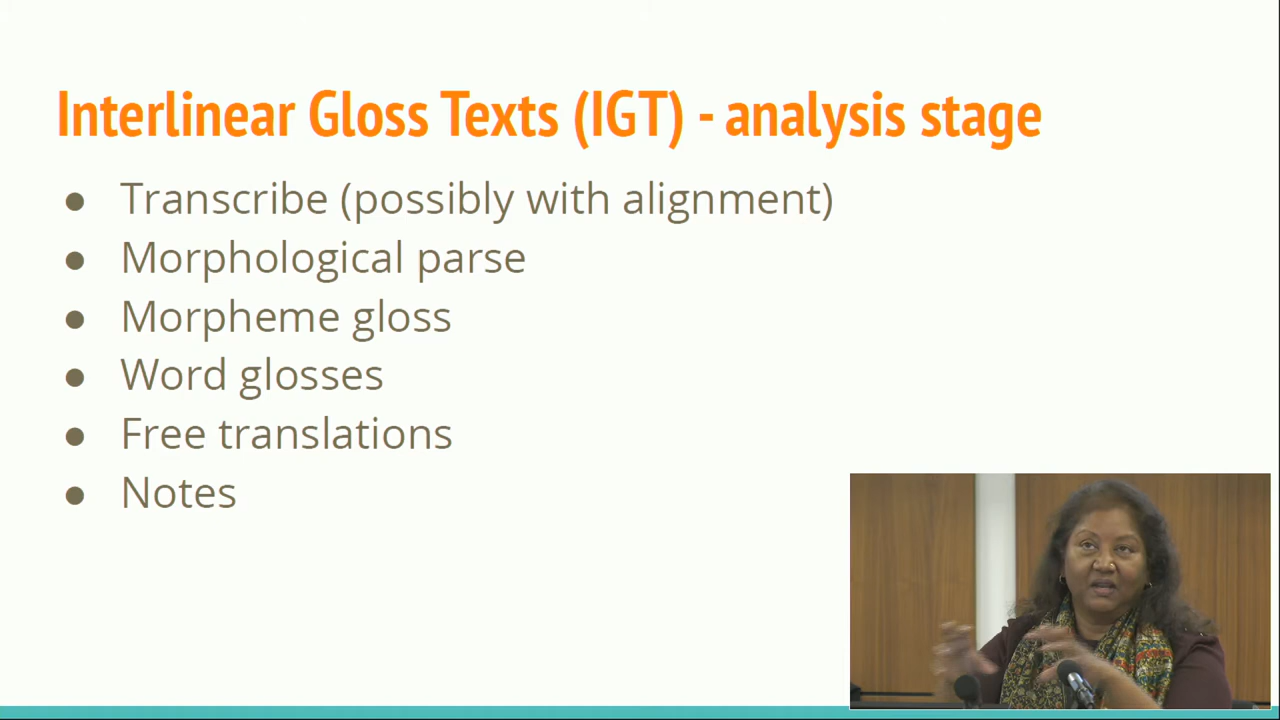 Interlinear Gloss Texts (IGT) - analysis stage
● Transcribe (possibly with alignment)
● Morphological parse
● Morpheme gloss
● Word glosses
● Free translations
● Notes